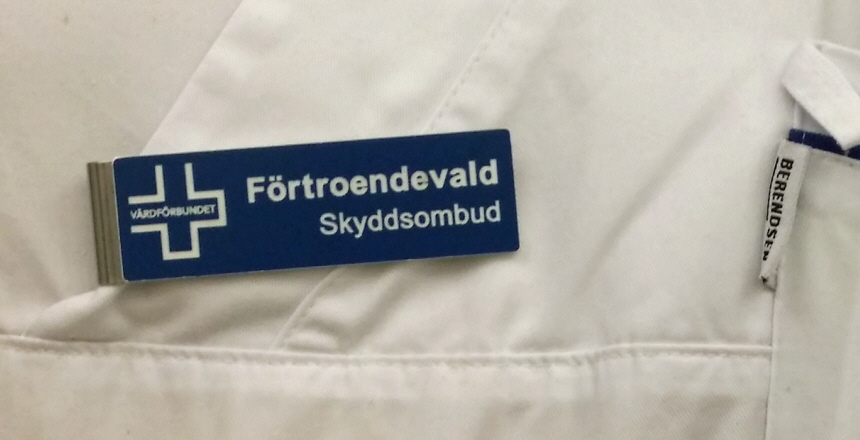 VÅRDFÖRBUNDET
Förtroendevald
Skyddsombud
BERENDSEN